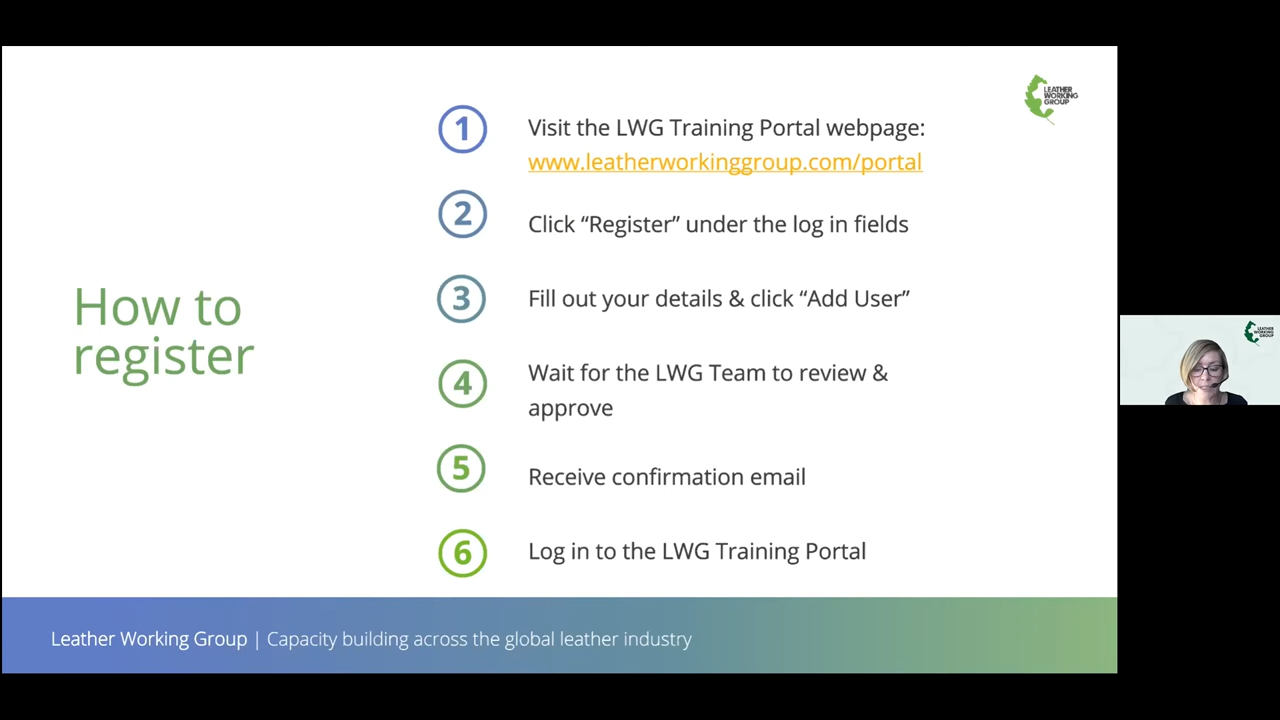 LEATHER
WORKING
GROUP
How to
register
1
Visit the LWG Training Portal webpage:
www.leatherworkinggroup.com/portal
2
Click “Register” under the log in fields
3
Fill out your details & click “Add User”
4
Wait for the LWG Team to review &
approve
5
Receive confirmation email
6
Log in to the LWG Training Portal
Leather Working Group | Capacity building across the global leather industry
LEATHER
WORKING
GROUP